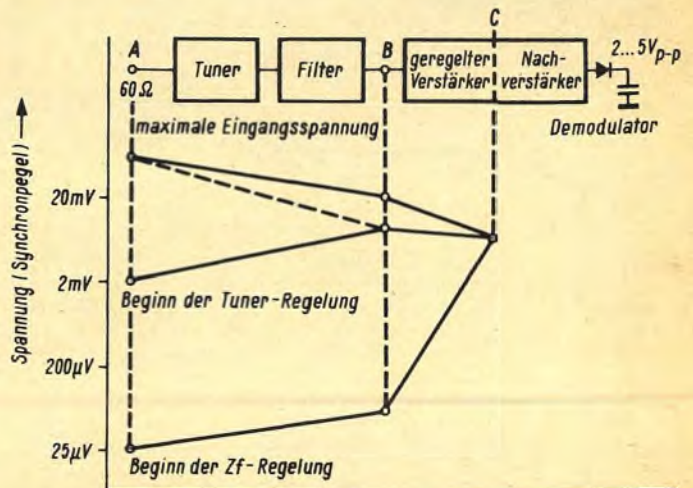 C
A
B
Tuner
Filter
geregelter
Verstärker
Nach-
verstärker
2...5Vp-p
60Ω
Demodulator
maximale Eingangsspannung
Spannung (Synchronpegel)
20mV
2mV
Beginn der Tuner-Regelung
200µV
25µV
Beginn der Zf-Regelung